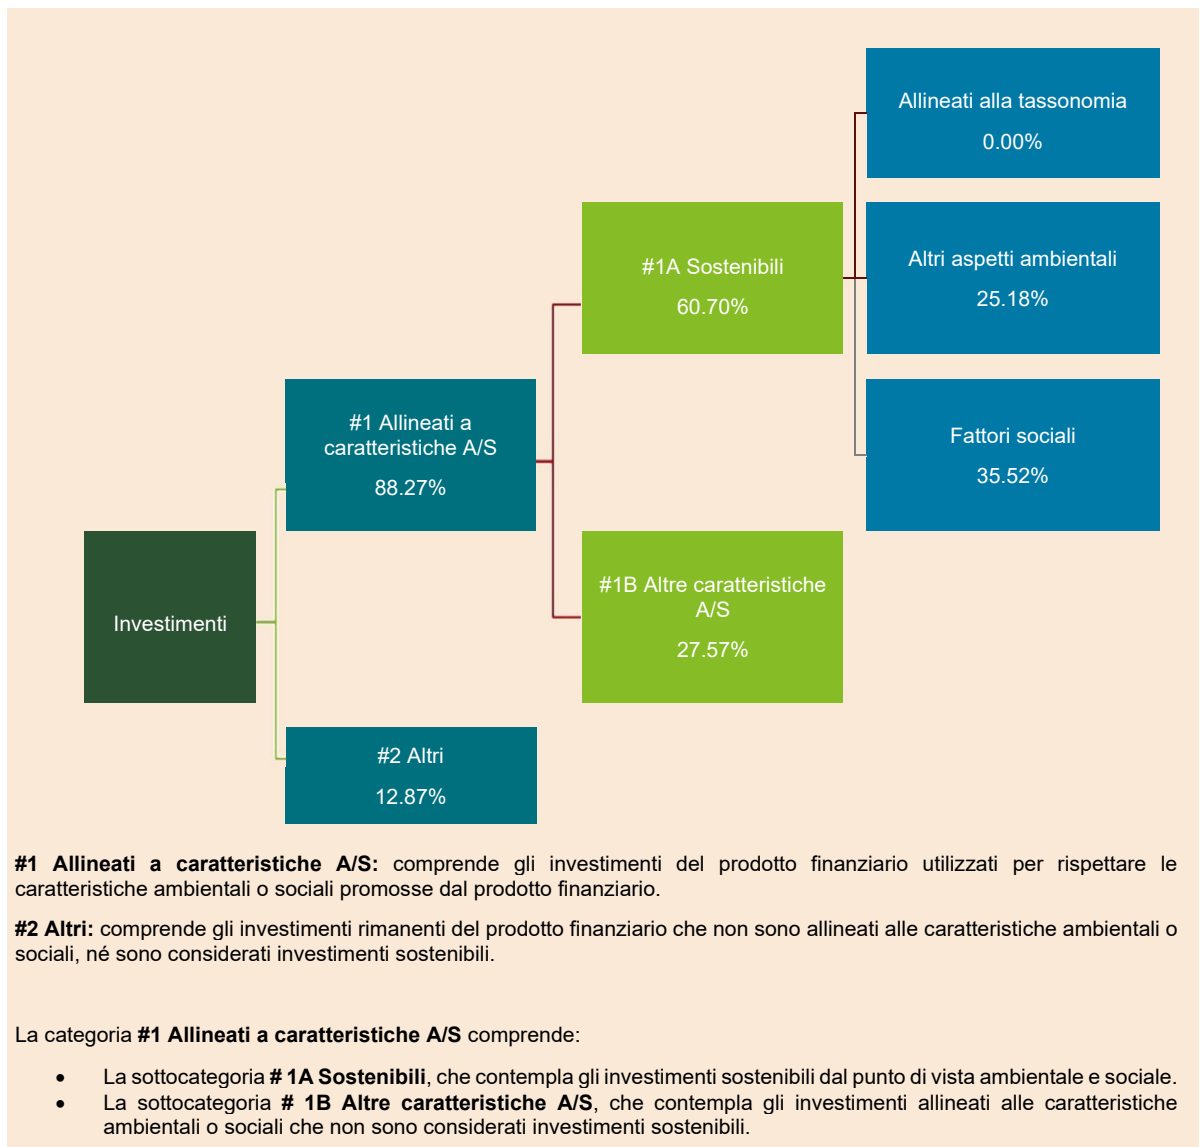 Allineati alla tassonomia
0.00%
#1A Sostenibili
60.70%
Altri aspetti ambientali
25.18%
#1 Allineati a
caratteristiche A/S
88.27%
Fattori sociali
35.52%
Investimenti
#1B Altre caratteristiche
A/S
27.57%
#2 Altri
12.87%
#1 Allineati a caratteristiche A/S: comprende gli investimenti del prodotto finanziario utilizzati per rispettare le
caratteristiche ambientali o sociali promosse dal prodotto finanziario.
#2 Altri: comprende gli investimenti rimanenti del prodotto finanziario che non sono allineati alle caratteristiche ambientali o
sociali, né sono considerati investimenti sostenibili.
La categoria #1 Allineati a caratteristiche A/S comprende:
• La sottocategoria # 1A Sostenibili, che contempla gli investimenti sostenibili dal punto di vista ambientale e sociale.
• La sottocategoria # 1B Altre caratteristiche A/S, che contempla gli investimenti allineati alle caratteristiche
ambientali o sociali che non sono considerati investimenti sostenibili.